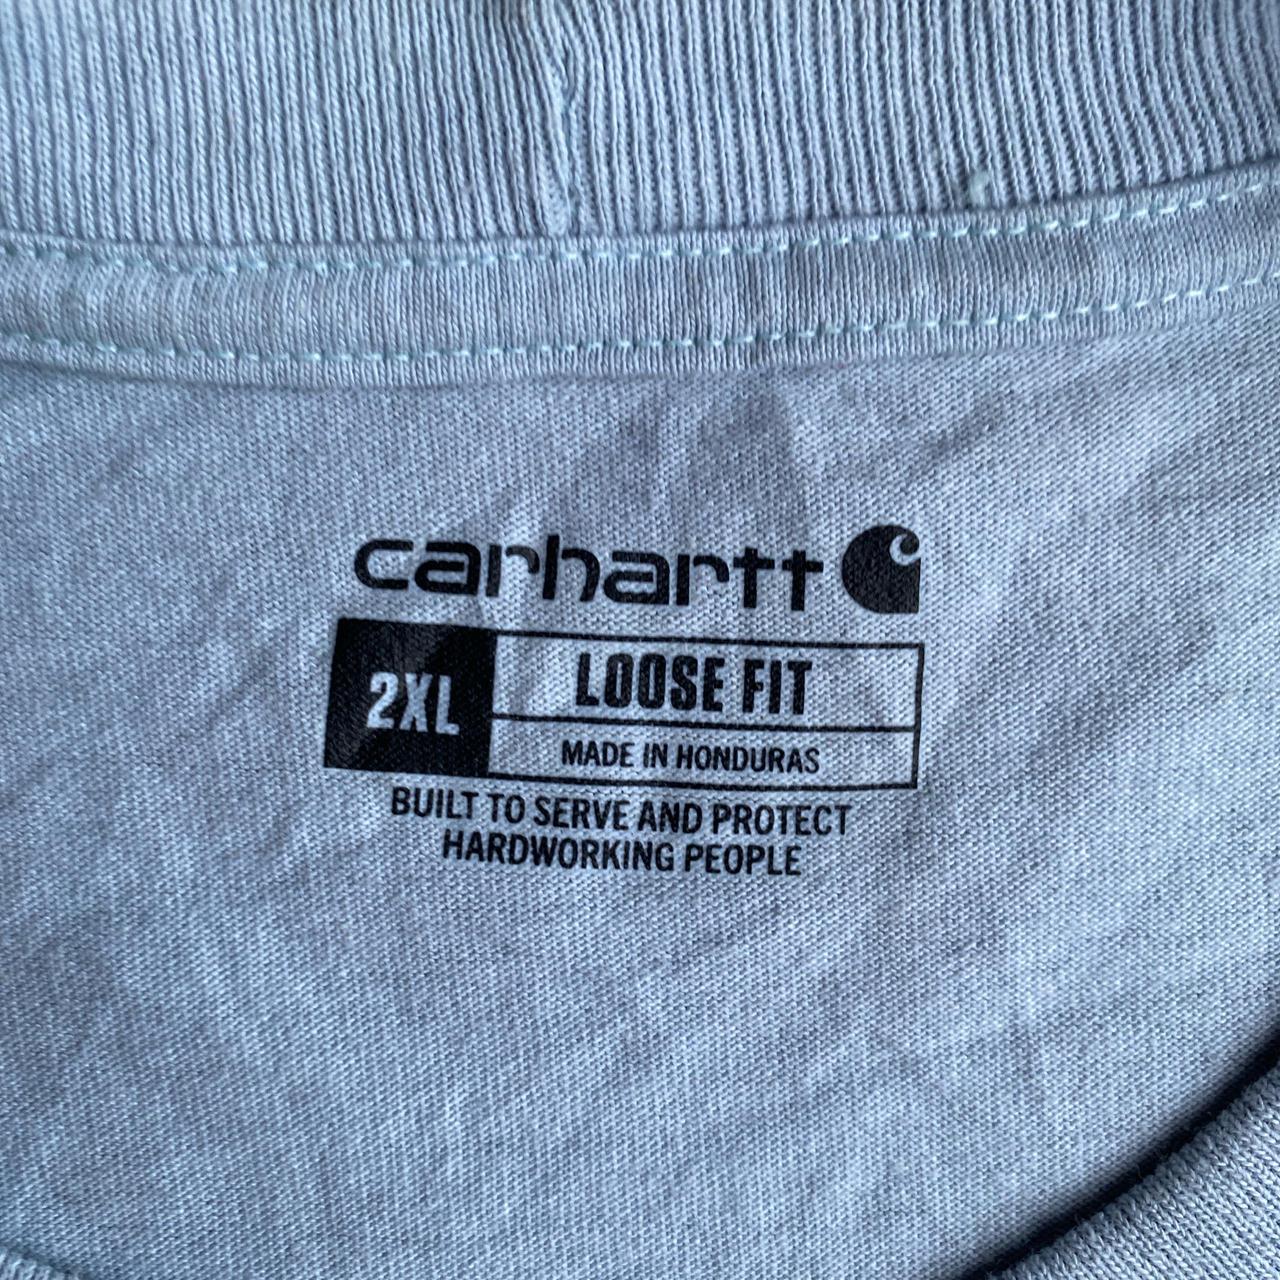 carhartt
2XL
LOOSE FIT
MADE IN HONDURAS
BUILT TO SERVE AND PROTECT
HARDWORKING PEOPLE